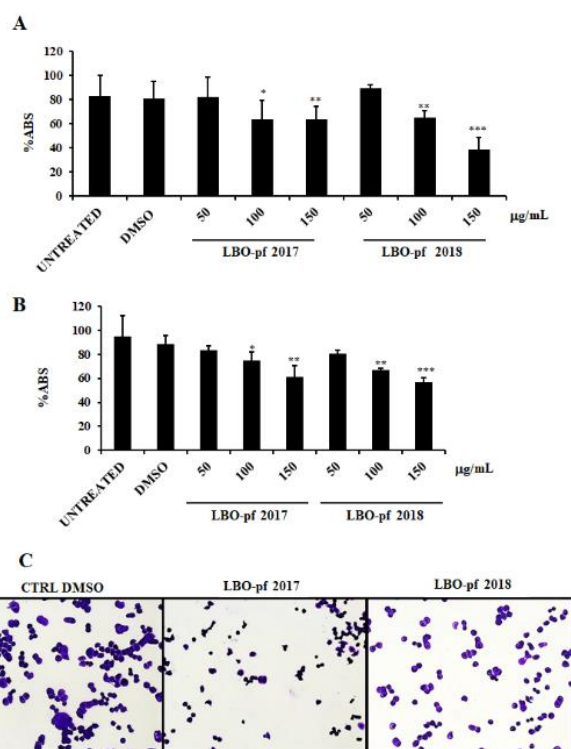 A
120
100
80
60
40
20
0
%ABS
* ** ** ***
UNTREATED DMSO 50 100 150 50 100 150 µg/mL
LBO-pf 2017 LBO-pf 2018
B
120
100
80
60
40
20
0
%ABS
* ** ** ***
UNTREATED DMSO 50 100 150 50 100 150 µg/mL
LBO-pf 2017 LBO-pf 2018
C
CTRL DMSO LBO-pf 2017 LBO-pf 2018